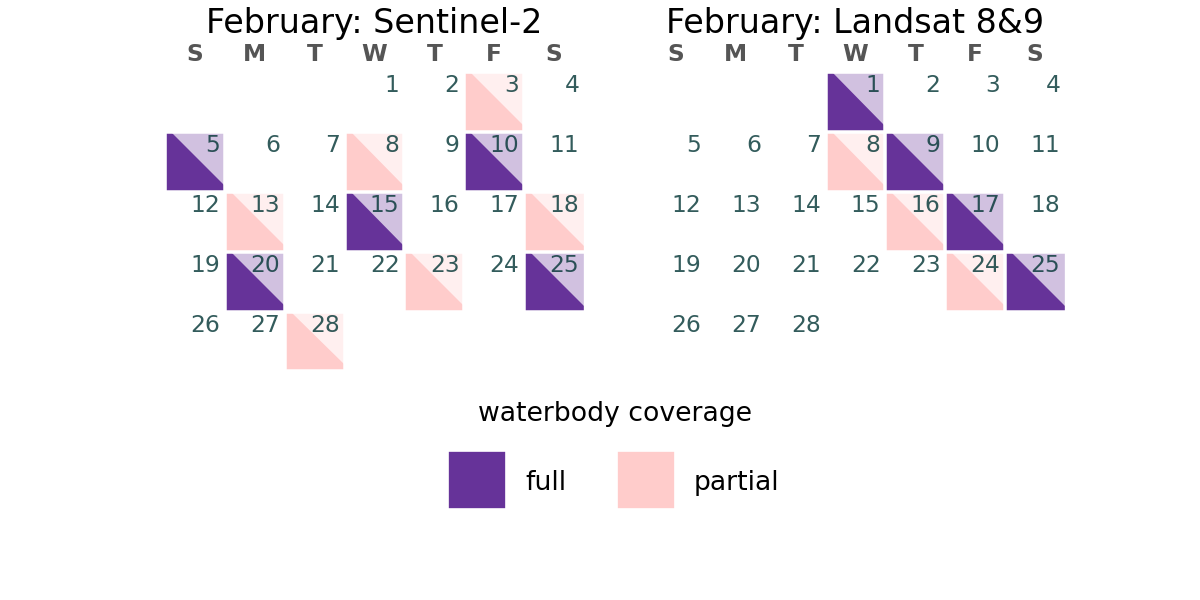 February: Sentinel-2
S M T W T F S
1 2 3 4
5 6 7 8 9 10 11
12 13 14 15 16 17 18
19 20 21 22 23 24 25
26 27 28
February: Landsat 8&9
S M T W T F S
1 2 3 4
5 6 7 8 9 10 11
12 13 14 15 16 17 18
19 20 21 22 23 24 25
26 27 28
waterbody coverage
full
partial